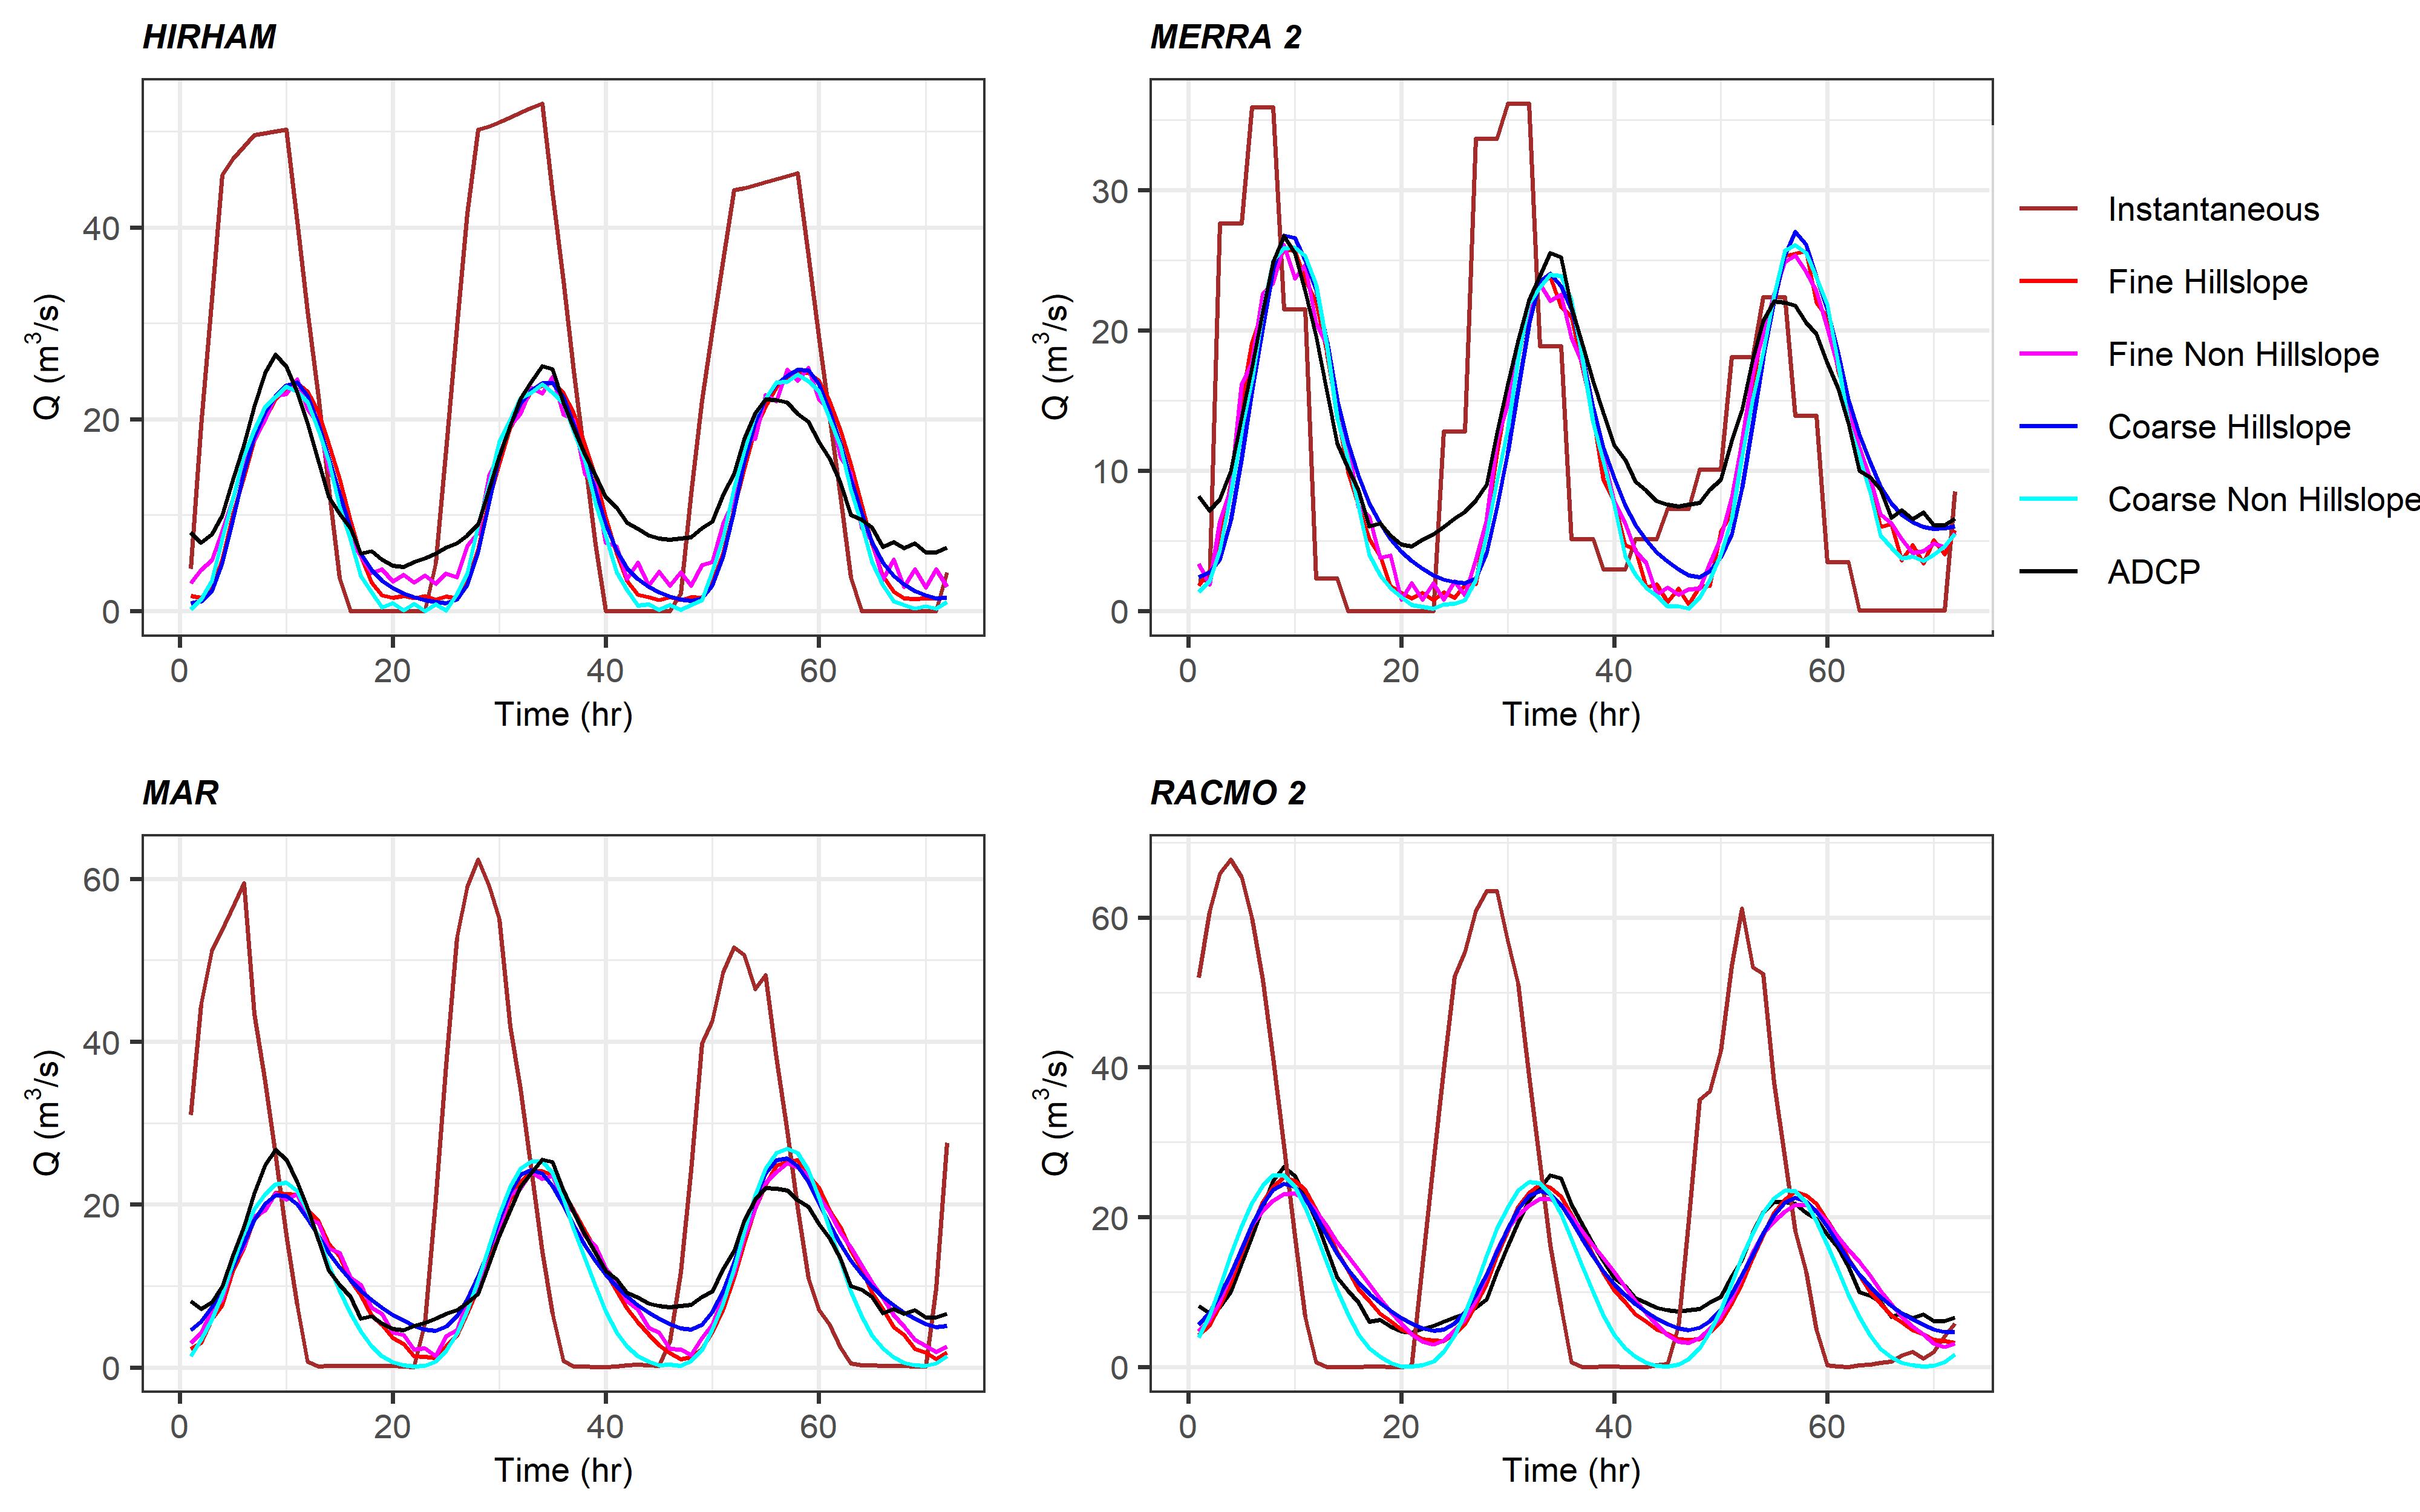 HIRHAM
MERRA 2
Q (m³/s)
40
20
0
0 20 40 60
Time (hr)
Q (m³/s)
30
20
10
0
0 20 40 60
Time (hr)
Instantaneous
Fine Hillslope
Fine Non Hillslope
Coarse Hillslope
Coarse Non Hillslope
ADCP
MAR
RACMO 2
Q (m³/s)
60
40
20
0
0 20 40 60
Time (hr)
Q (m³/s)
60
40
20
0
0 20 40 60
Time (hr)